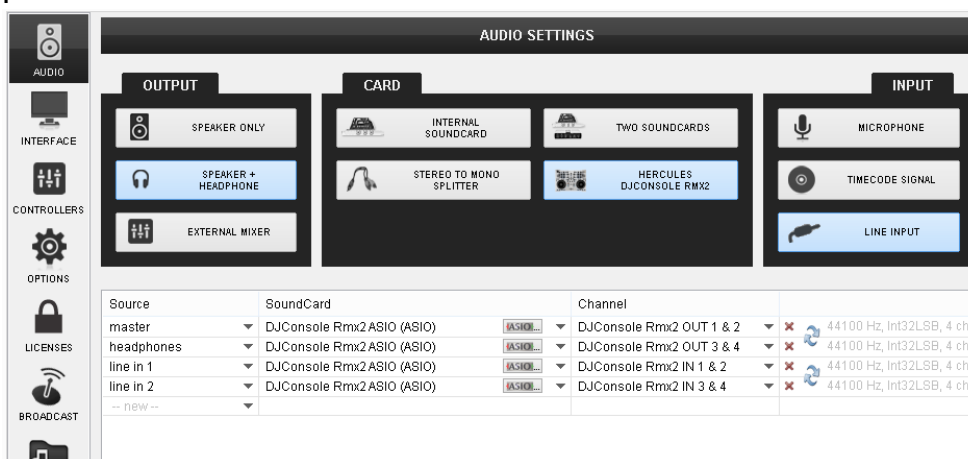 AUDIO SETTINGS
AUDIO
OUTPUT
CARD
INPUT
SPEAKER ONLY
INTERNAL
SOUNDCARD
TWO SOUNDCARDS
MICROPHONE
INTERFACE
SPEAKER +
HEADPHONE
STEREO TO MONO
SPLITTER
HERCULES
DJCONSOLE RMX2
TIMECODE SIGNAL
CONTROLLERS
EXTERNAL MIXER
LINE INPUT
OPTIONS
LICENSES
BROADCAST
Source SoundCard Channel
master DJConsole Rmx2 ASIO (ASIO) (ASIO)... DJConsole Rmx2 OUT 1 & 2 44100 Hz, Int32LSB, 4 ch
headphones DJConsole Rmx2 ASIO (ASIO) (ASIO)... DJConsole Rmx2 OUT 3 & 4 44100 Hz, Int32LSB, 4 ch
line in 1 DJConsole Rmx2 ASIO (ASIO) (ASIO)... DJConsole Rmx2 IN 1 & 2 44100 Hz, Int32LSB, 4 ch
line in 2 DJConsole Rmx2 ASIO (ASIO) (ASIO)... DJConsole Rmx2 IN 3 & 4 44100 Hz, Int32LSB, 4 ch
-- new --